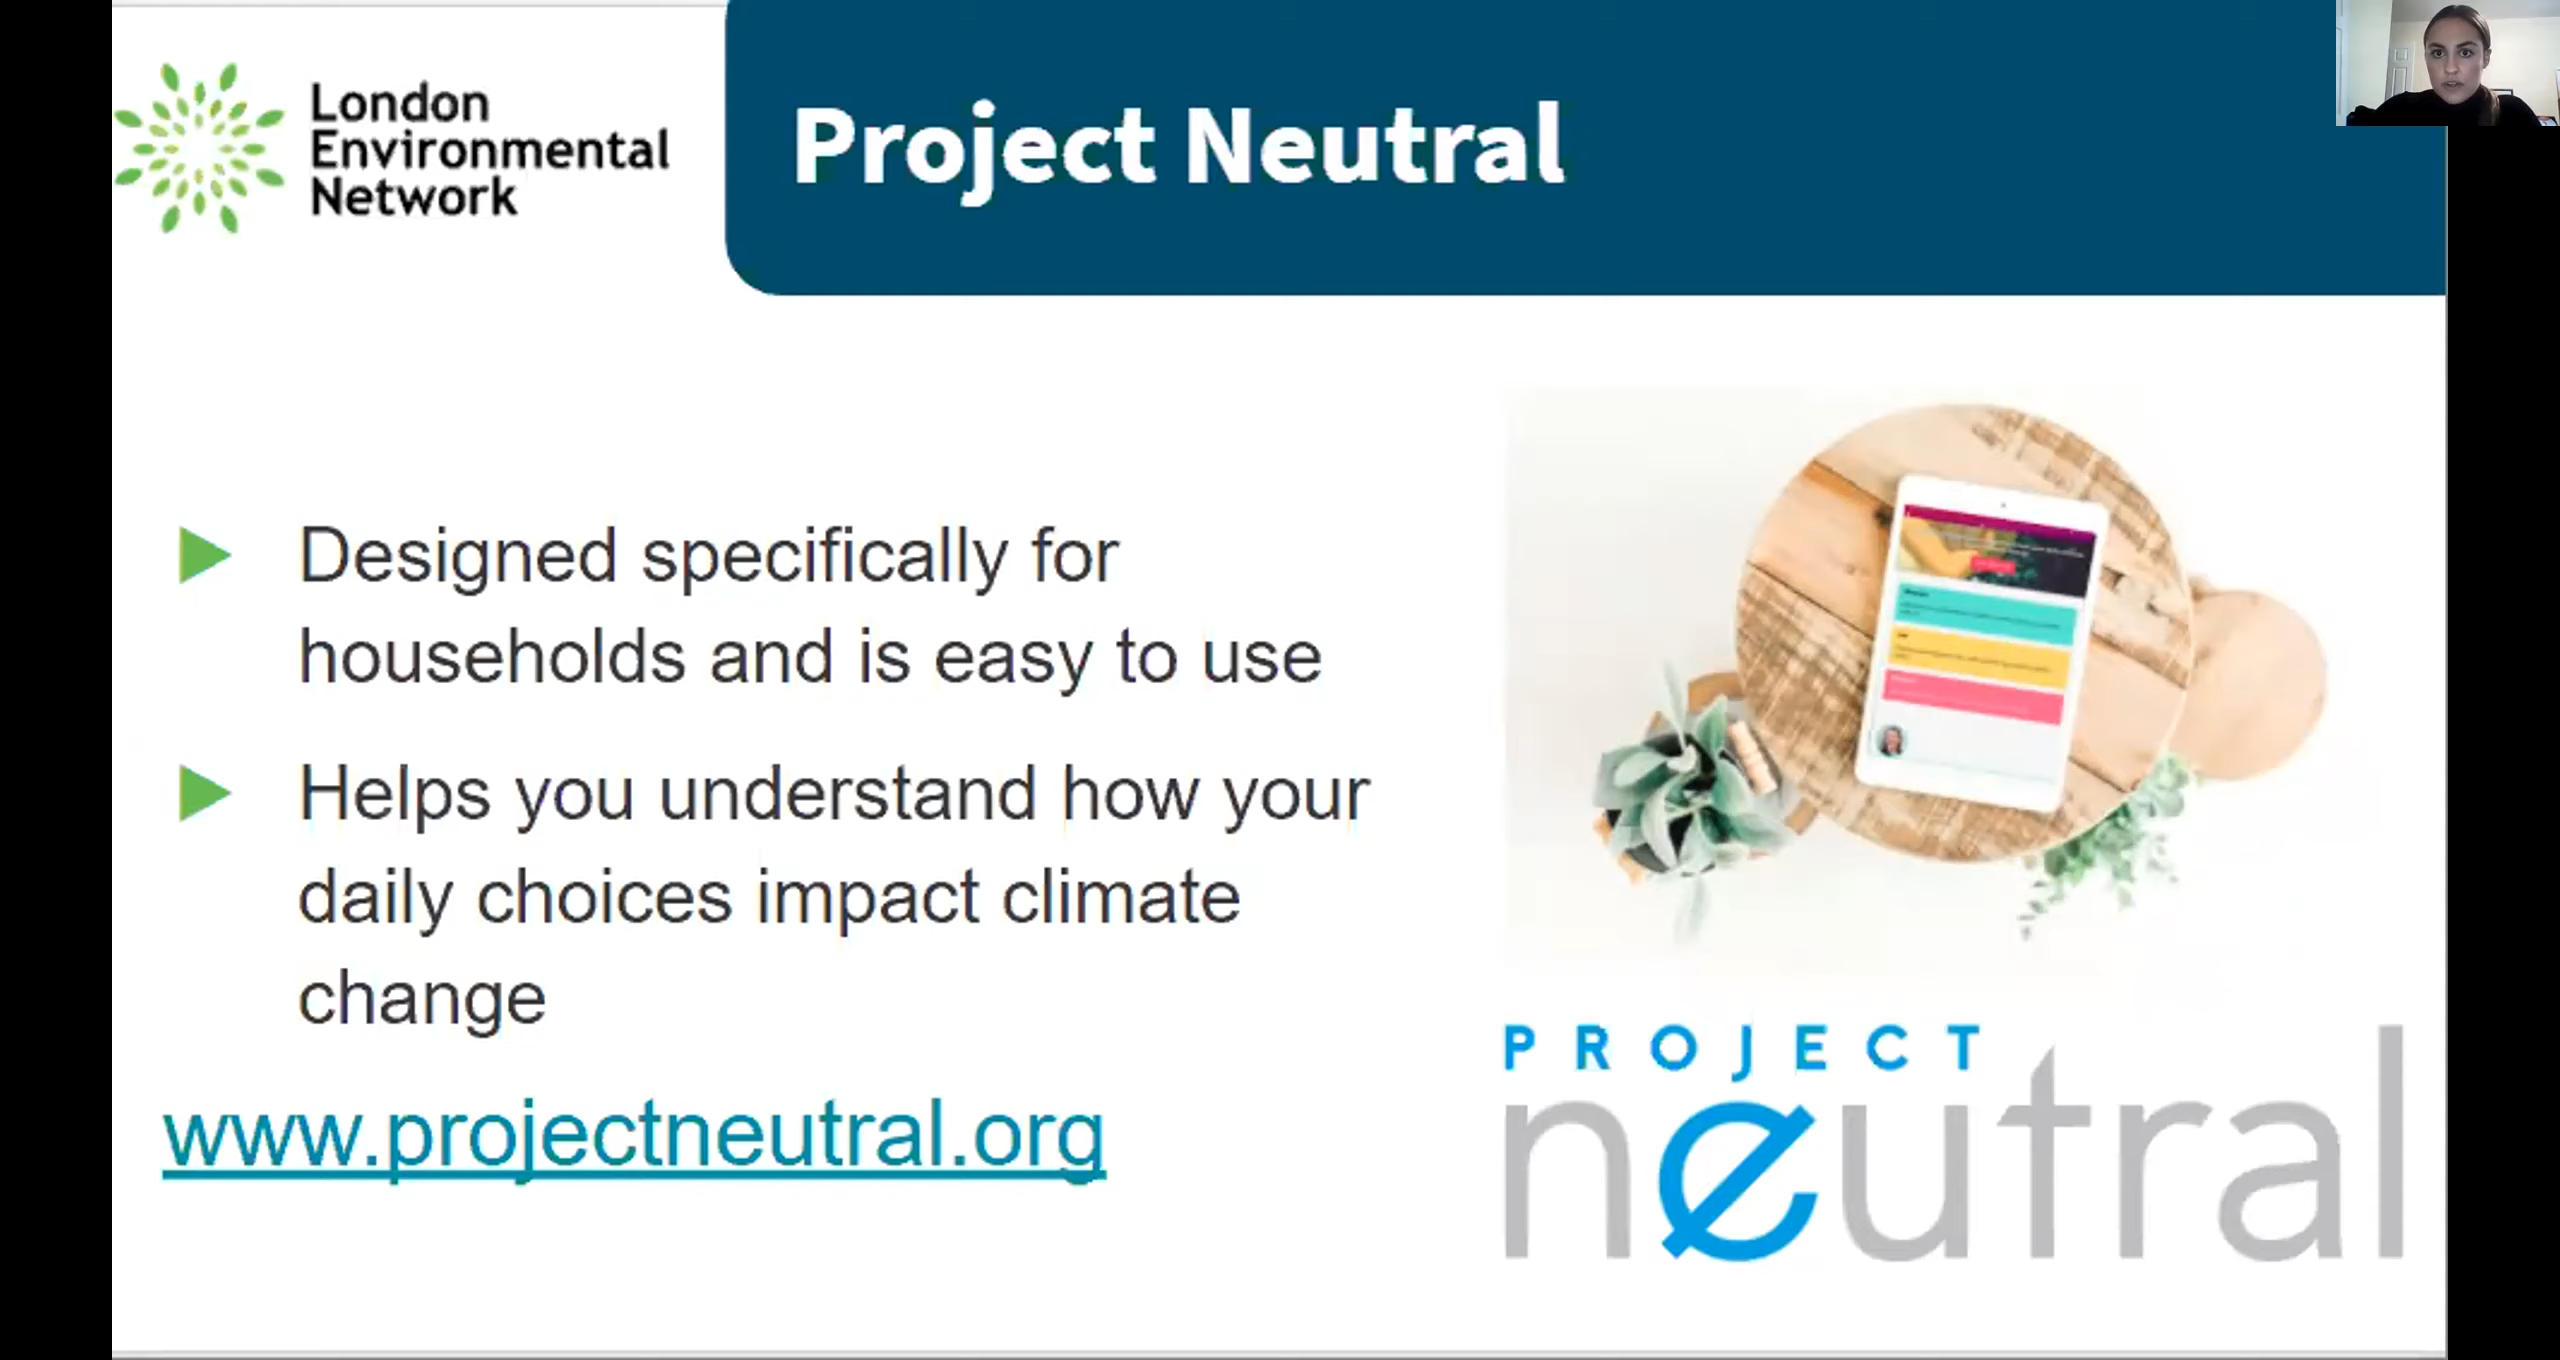 London
Environmental
Network
Project Neutral
Designed specifically for
households and is easy to use
Helps you understand how your
daily choices impact climate
change
www.projectneutral.org
PROJECT
neutral